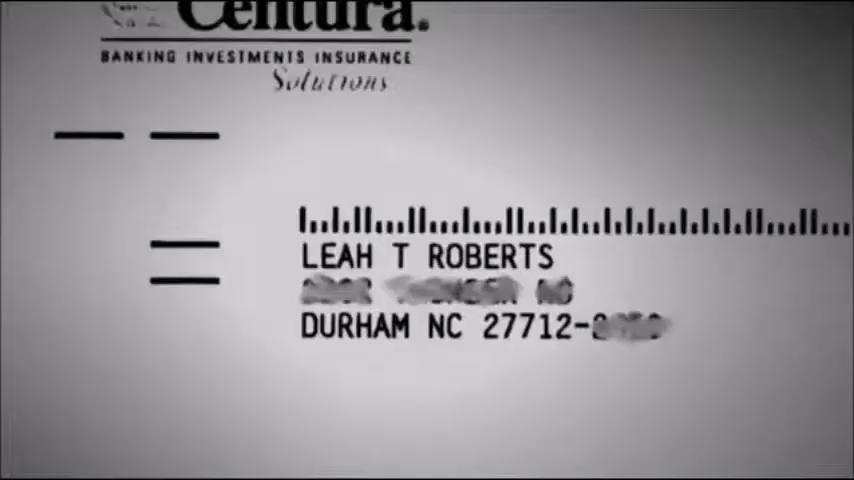 Centura.
BANKING INVESTMENTS INSURANCE
Solutions
LEAH T ROBERTS
DURHAM NC 27712-